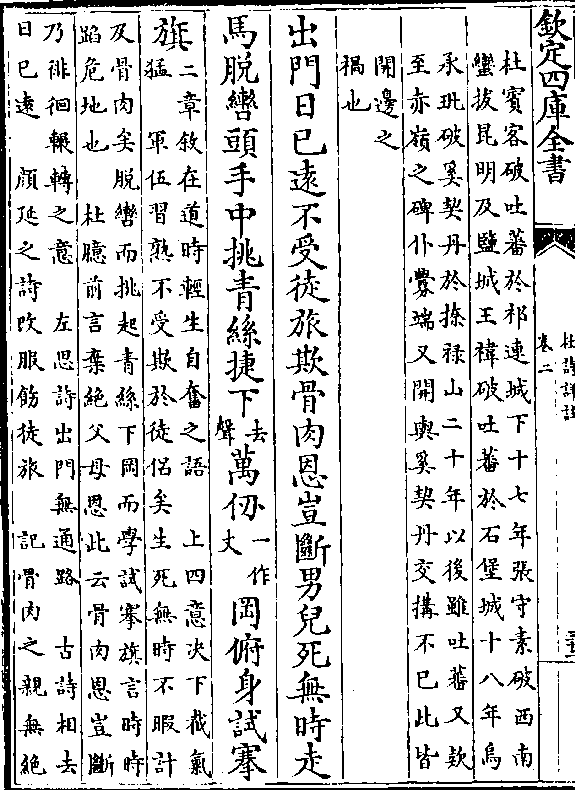 欽定四庫全書
杜詩詳註
卷二
杜賓客破吐蕃於祁連城下十七年張守素破西南
蠻拔昆明及鹽城王褘破吐蕃於石堡城十八年烏
承玼破奚契丹於捺禄山二十年以後雖吐蕃又欵
至赤嶺之碑仆釁端又開與奚契丹交搆不已此皆
開邊之
禍也
出門日已遠不受徒旅欺骨肉恩豈斷男兒死無時走
馬脱轡頭手中挑青絲捷下去聲萬仞一作丈岡俯身試搴
旗二章敘在道時輕生自奮之語 上四意决下截氣
猛 軍伍習熟不受欺於徒侣矣生死無時不暇計
及骨肉矣脱轡而挑起青絲下岡而學試搴旗言時時
蹈危地也 杜臆前言棄絶父母恩此云骨肉恩豈斷
乃徘徊輾轉之意 左思詩出門無通路 古詩相去
日已遠 顔延之詩改服飭徒旅 記骨肉之親無絶